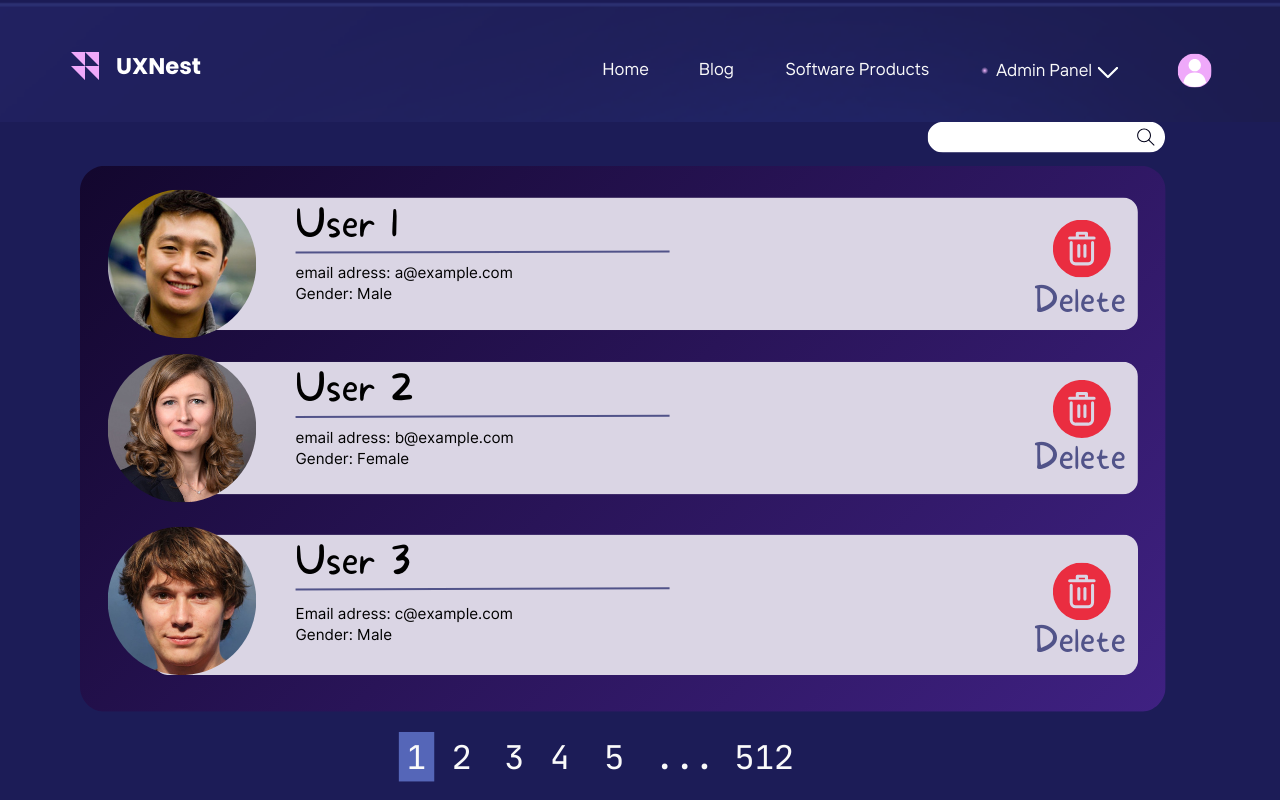 UXNest
Home Blog Software Products Admin Panel
User 1
email adress: a@example.com
Gender: Male
Delete
User 2
email adress: b@example.com
Gender: Female
Delete
User 3
Email adress: c@example.com
Gender: Male
Delete
1 2 3 4 5 ... 512